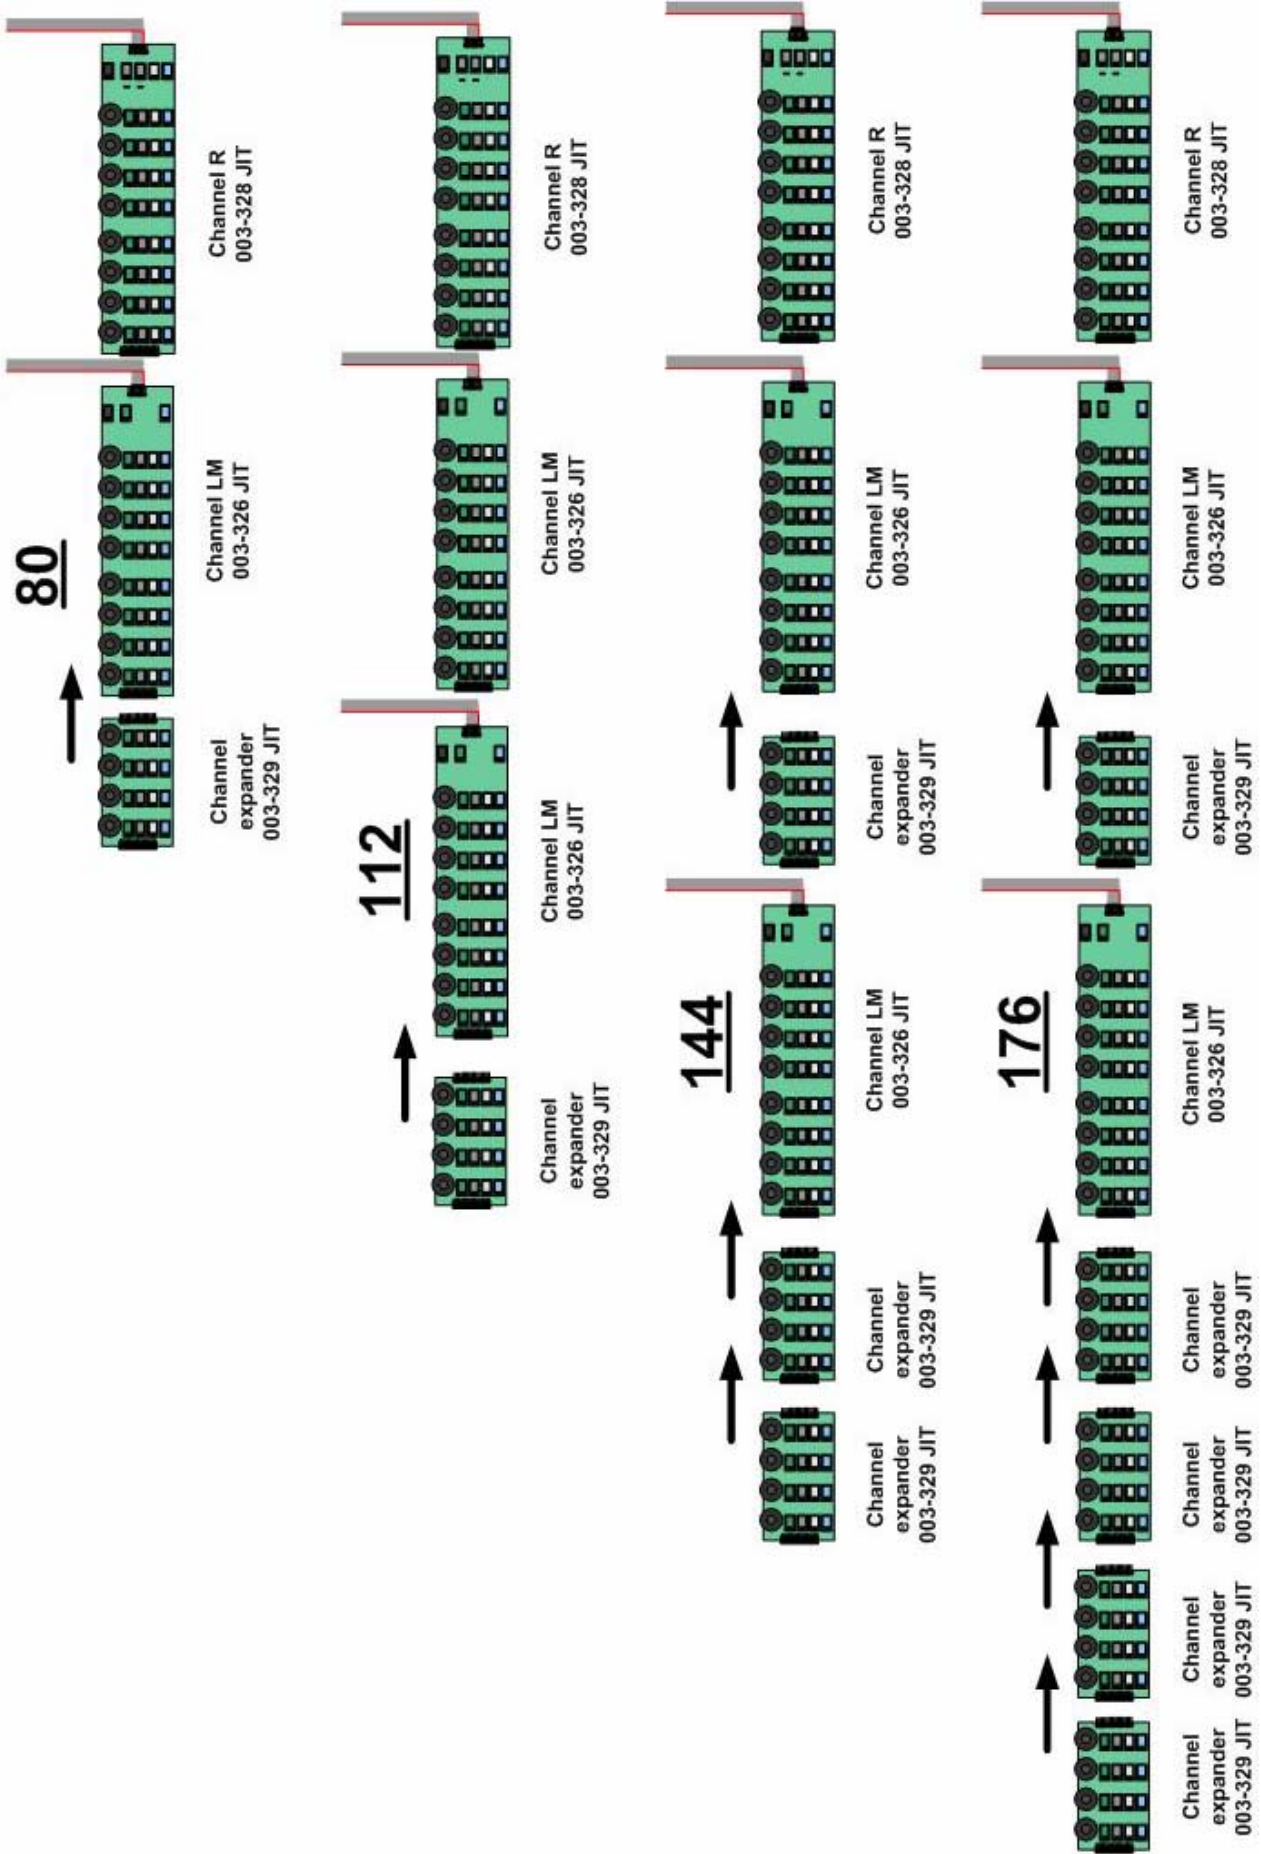 80
Channel
expander
003-329 JIT
Channel LM
003-326 JIT
Channel R
003-328 JIT
112
Channel
expander
003-329 JIT
Channel LM
003-326 JIT
Channel LM
003-326 JIT
Channel R
003-328 JIT
144
Channel
expander
003-329 JIT
Channel
expander
003-329 JIT
Channel LM
003-326 JIT
Channel
expander
003-329 JIT
Channel LM
003-326 JIT
Channel R
003-328 JIT
176
Channel
expander
003-329 JIT
Channel
expander
003-329 JIT
Channel
expander
003-329 JIT
Channel
expander
003-329 JIT
Channel LM
003-326 JIT
Channel
expander
003-329 JIT
Channel LM
003-326 JIT
Channel R
003-328 JIT